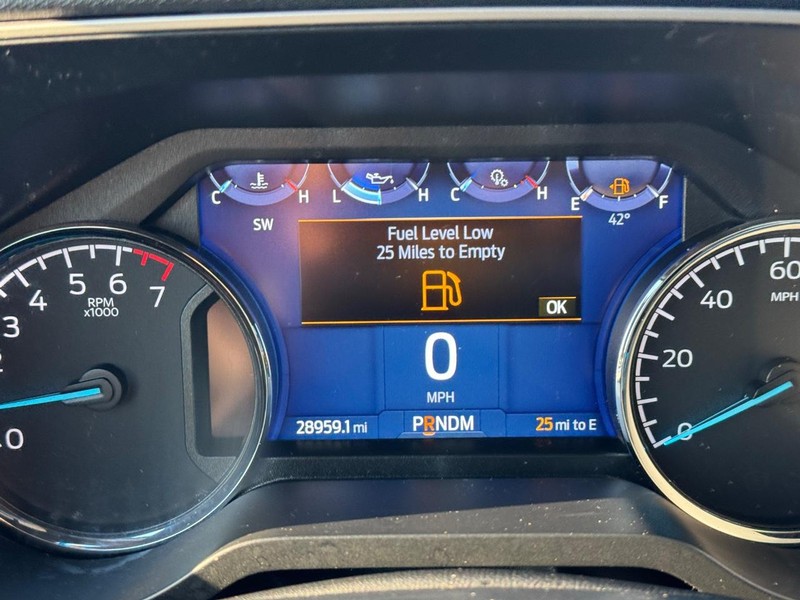 C H L H C H E F
SW 42°
Fuel Level Low
25 Miles to Empty
OK
0
MPH
28959.1 mi PRNDM 25 mi to E
0 2 3 4 5 6 7
RPM
x1000
0 20 40 60
MPH